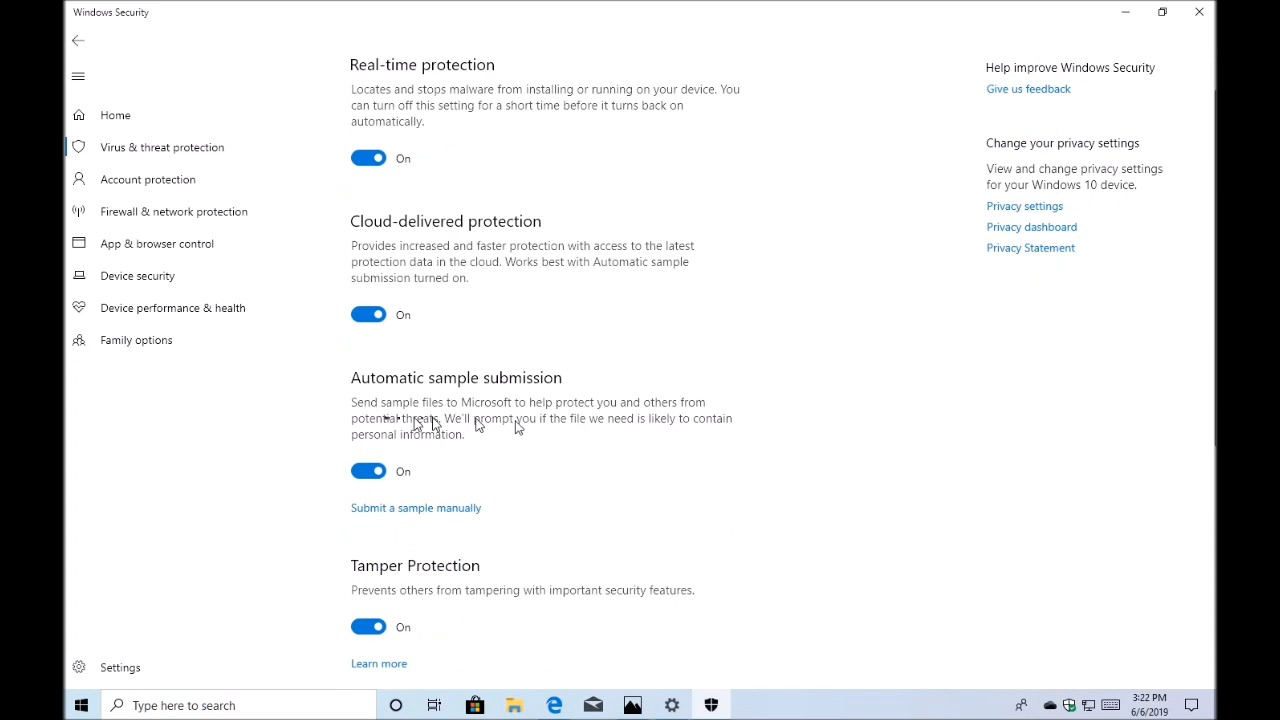 Windows Security
Home
Virus & threat protection
Account protection
Firewall & network protection
App & browser control
Device security
Device performance & health
Family options
Settings
Real-time protection
Locates and stops malware from installing or running on your device. You
can turn off this setting for a short time before it turns back on
automatically.
On
Cloud-delivered protection
Provides increased and faster protection with access to the latest
protection data in the cloud. Works best with Automatic sample
submission turned on.
On
Automatic sample submission
Send sample files to Microsoft to help protect you and others from
potential threats. We'll prompt you if the file we need is likely to contain
personal information.
On
Submit a sample manually
Tamper Protection
Prevents others from tampering with important security features.
On
Learn more
Help improve Windows Security
Give us feedback
Change your privacy settings
View and change privacy settings
for your Windows 10 device.
Privacy settings
Privacy dashboard
Privacy Statement
Type here to search
3:22 PM
6/6/2019